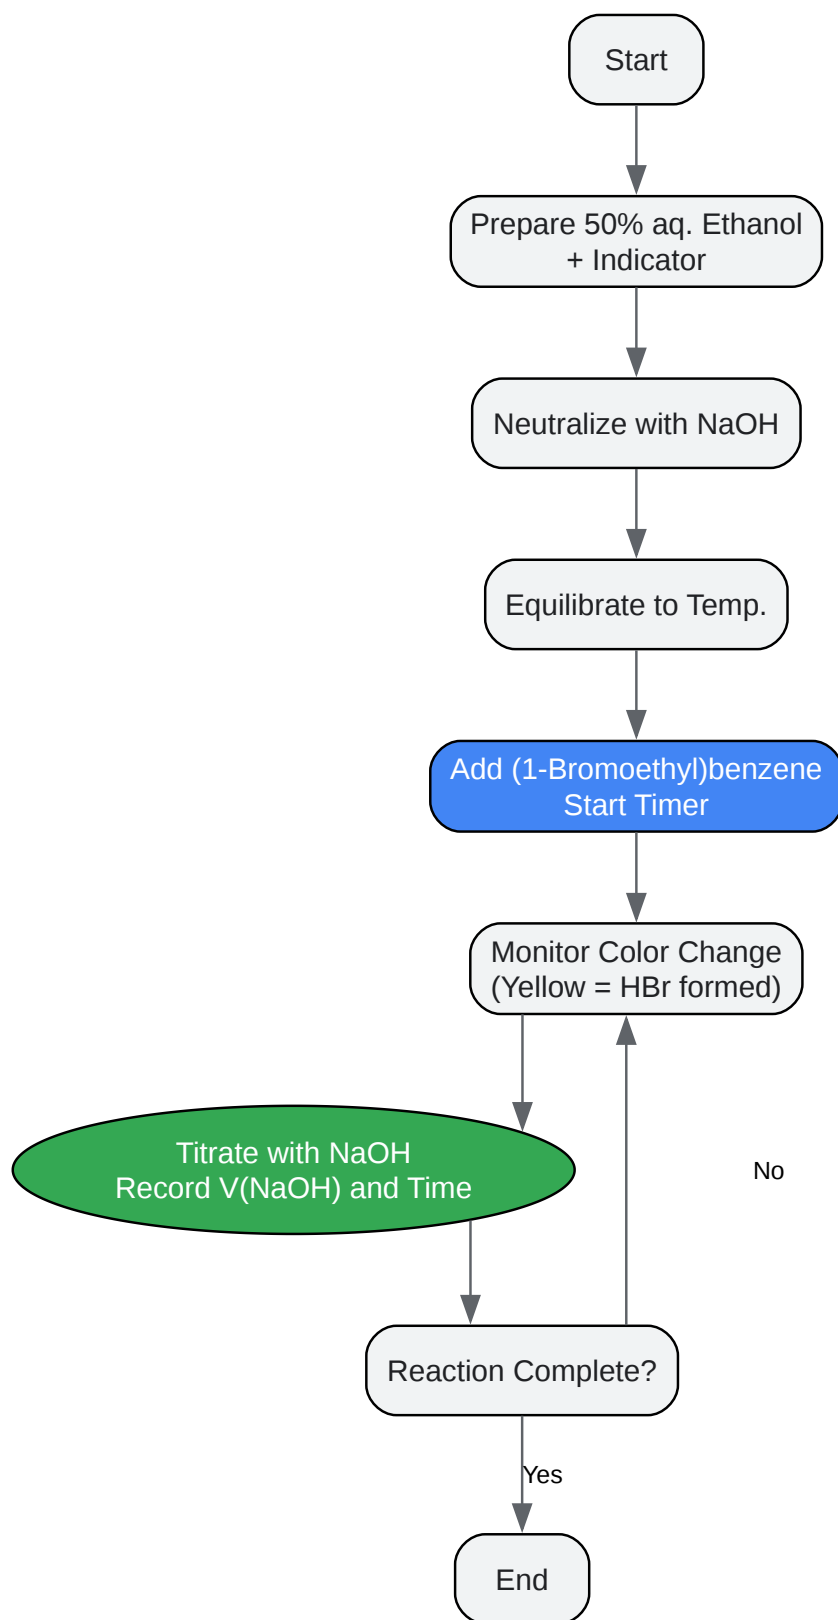 Start
Prepare 50% aq. Ethanol
+ Indicator
Neutralize with NaOH
Equilibrate to Temp.
Add (1-Bromoethyl)benzene
Start Timer
Monitor Color Change
(Yellow = HBr formed)
Titrate with NaOH
Record V(NaOH) and Time
No
Reaction Complete?
Yes
End